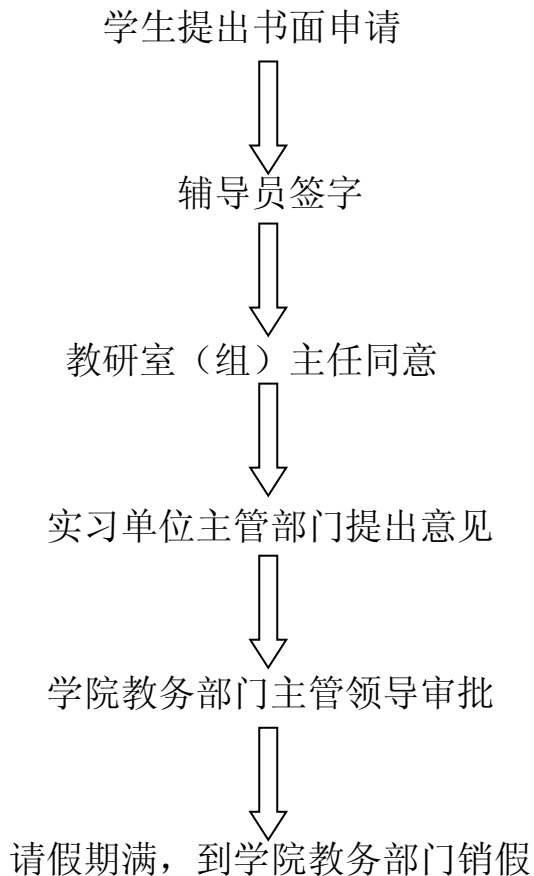 学生提出书面申请
辅导员签字
教研室（组）主任同意
实习单位主管部门提出意见
学院教务部门主管领导审批
请假期满，到学院教务部门销假